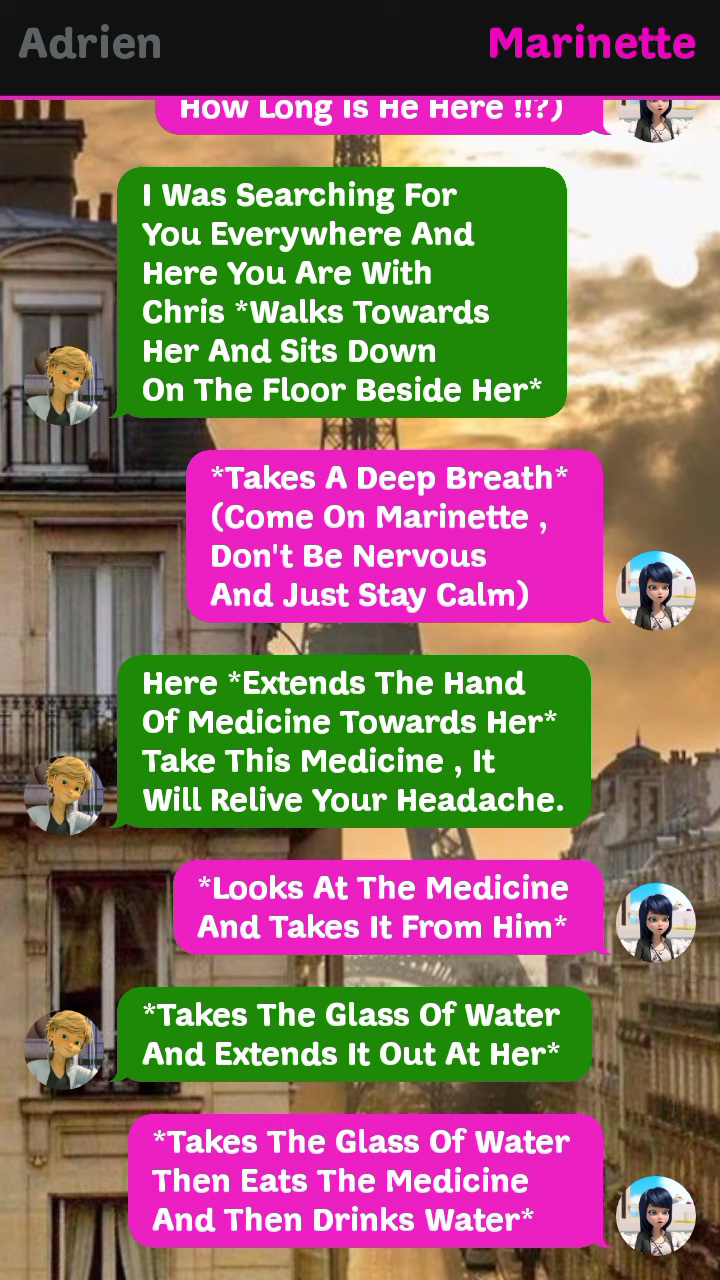 Adrien
Marinette
How Long Is He Here !!?)
I Was Searching For
You Everywhere And
Here You Are With
Chris *Walks Towards
Her And Sits Down
On The Floor Beside Her*
*Takes A Deep Breath*
(Come On Marinette ,
Don't Be Nervous
And Just Stay Calm)
Here *Extends The Hand
Of Medicine Towards Her*
Take This Medicine , It
Will Relive Your Headache.
*Looks At The Medicine
And Takes It From Him*
*Takes The Glass Of Water
And Extends It Out At Her*
*Takes The Glass Of Water
Then Eats The Medicine
And Then Drinks Water*